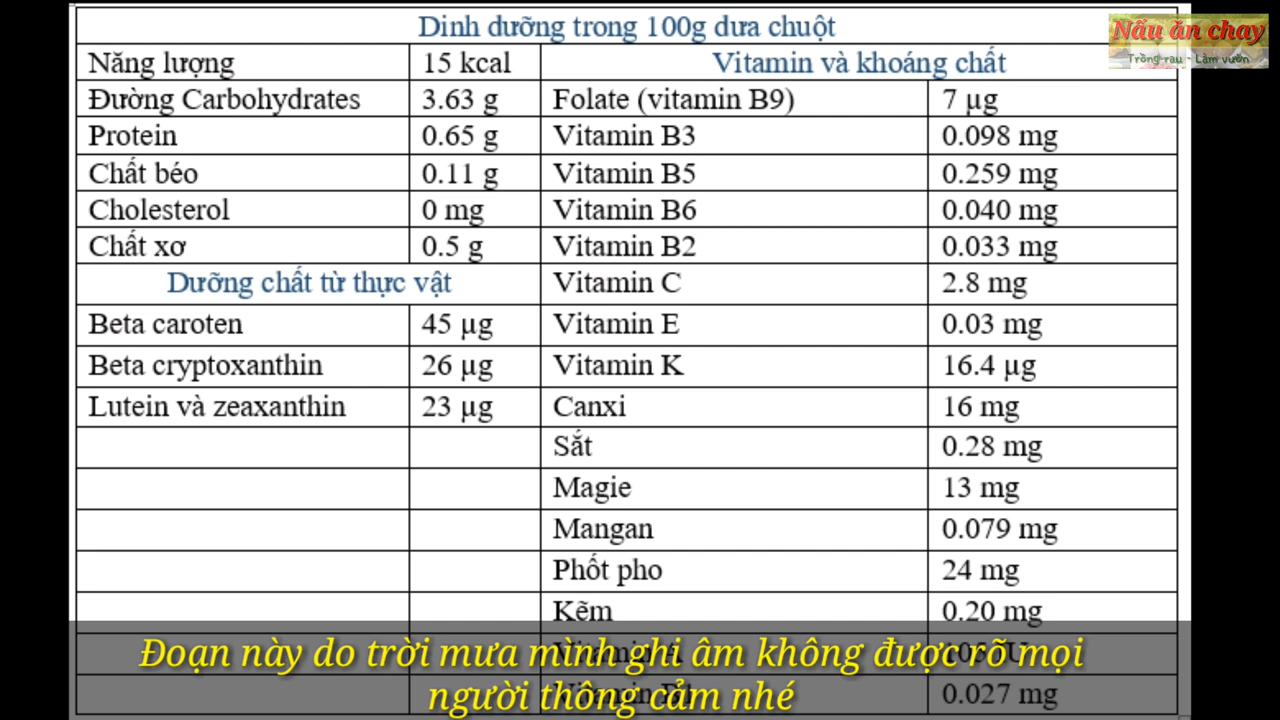 Dinh dưỡng trong 100g dưa chuột
Năng lượng 15 kcal Vitamin và khoáng chất
Đường Carbohydrates 3.63 g Folate (vitamin B9) 7 µg
Protein 0.65 g Vitamin B3 0.098 mg
Chất béo 0.11 g Vitamin B5 0.259 mg
Cholesterol 0 mg Vitamin B6 0.040 mg
Chất xơ 0.5 g Vitamin B2 0.033 mg
Dưỡng chất từ thực vật Vitamin C 2.8 mg
Beta caroten 45 µg Vitamin E 0.03 mg
Beta cryptoxanthin 26 µg Vitamin K 16.4 µg
Lutein và zeaxanthin 23 µg Canxi 16 mg
Sắt 0.28 mg
Magie 13 mg
Mangan 0.079 mg
Phốt pho 24 mg
Kẽm 0.20 mg
0.027 mg
Nấu ăn chay
Trồng rau - Làm vườn
Đoạn này do trời mưa mình ghi âm không được rõ mọi
người thông cảm nhé